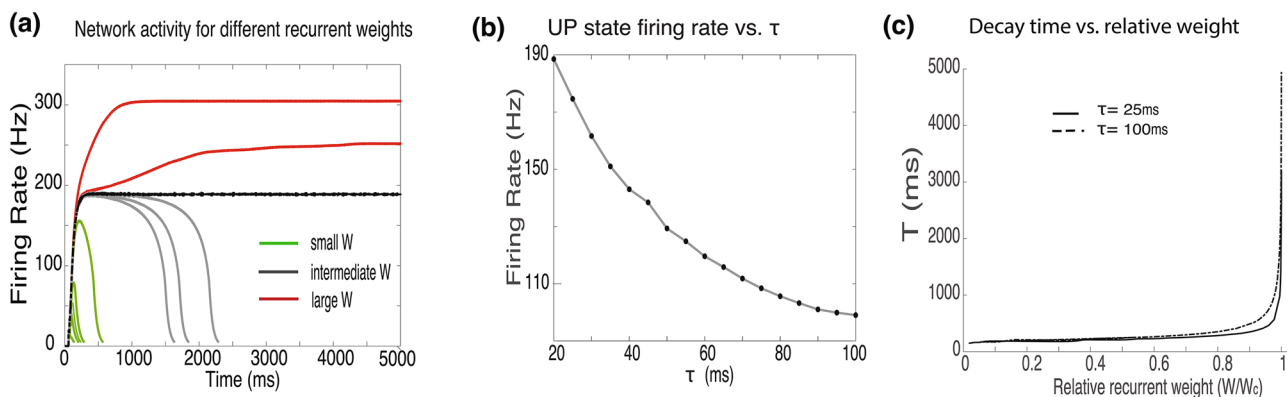 (a)
Network activity for different recurrent weights
Firing Rate (Hz)
300
200
100
0
0
1000
2000
3000
4000
5000
Time (ms)
small W
intermediate W
large W
(b)
UP state firing rate vs. τ
Firing Rate (Hz)
190
150
110
20
40
60
80
100
τ (ms)
(c)
Decay time vs. relative weight
T (ms)
5000
4000
3000
2000
1000
0
0
0.2
0.4
0.6
0.8
1
Relative recurrent weight (W/Wc)
τ= 25ms
τ= 100ms